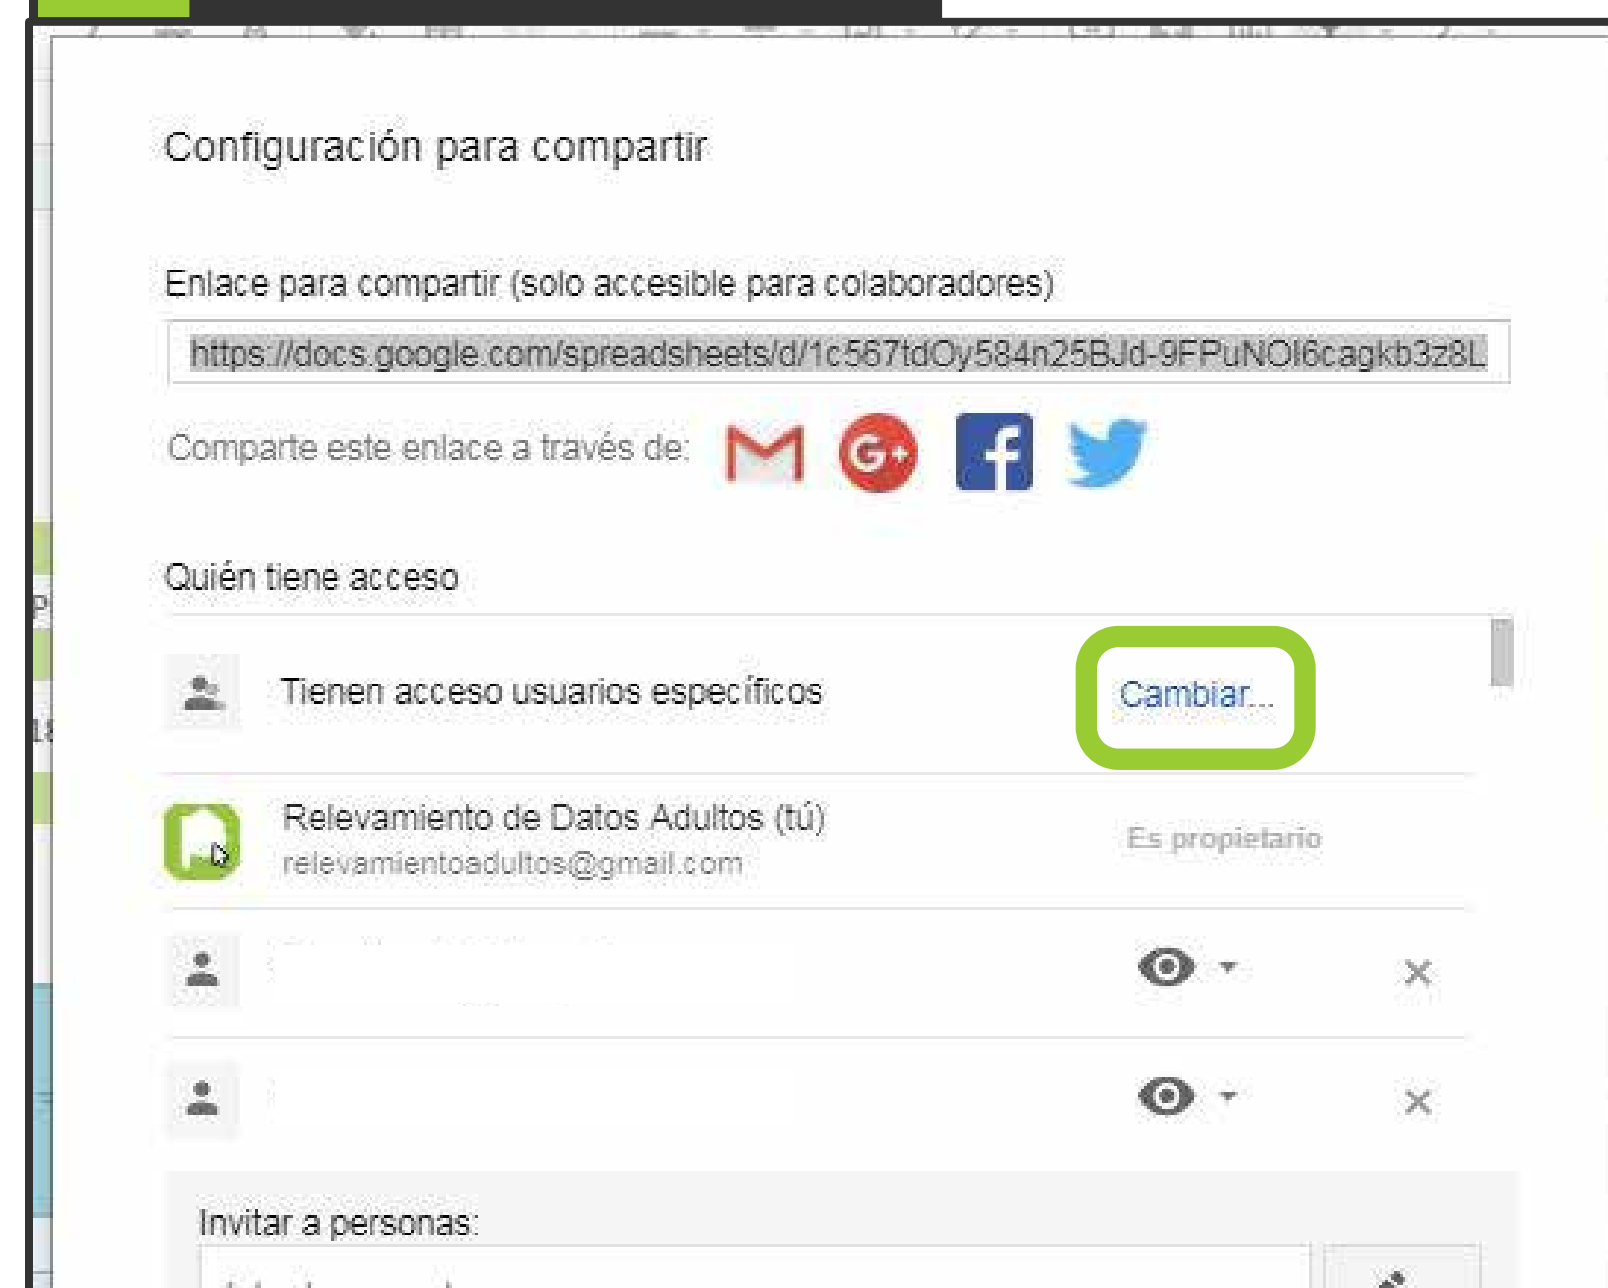 Configuración para compartir
Enlace para compartir (solo accesible para colaboradores)
https://docs.google.com/spreadsheets/d/1c567tdOy584n25BJd-9FPuNOI6cagkb3z8L
Comparte este enlace a través de:
Quién tiene acceso
Tienen acceso usuarios específicos
Cambiar...
Relevamiento de Datos Adultos (tú)
Es propietario
relevamientoadultos@gmail.com
Invitar a personas: